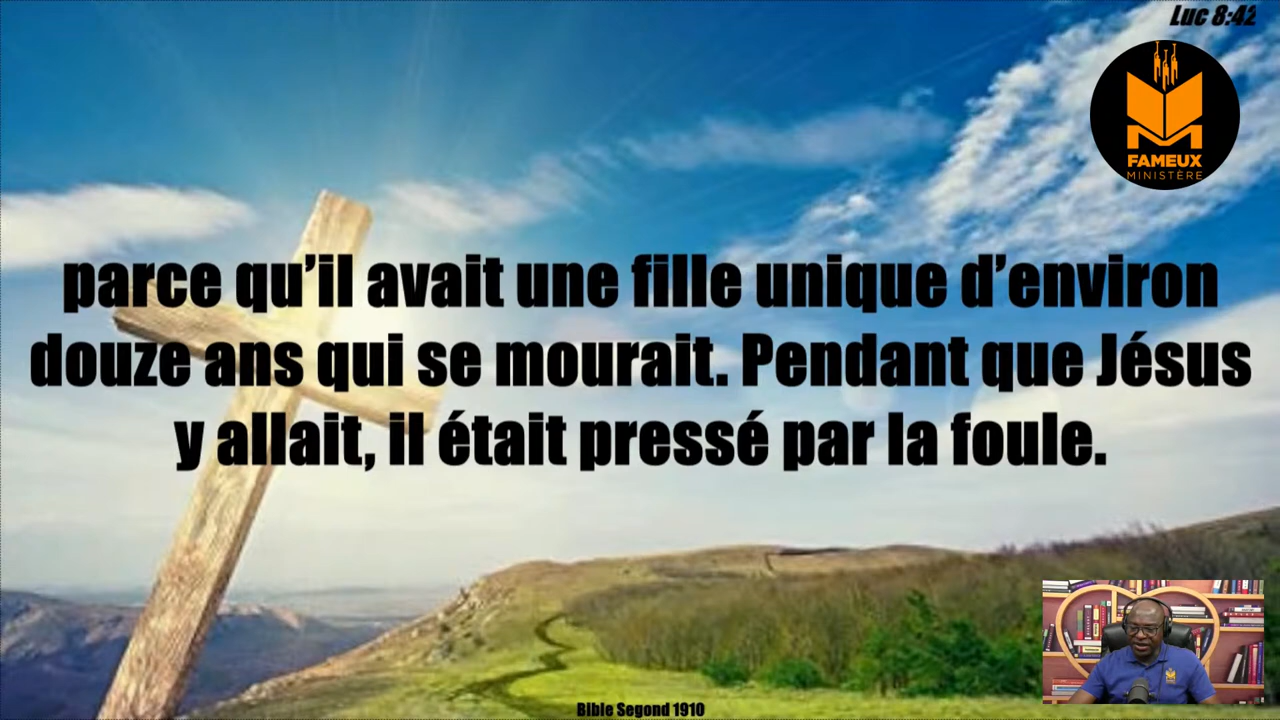 Luc 8:42
FAMEUX
MINISTÈRE
parce qu’il avait une fille unique d’environ
douze ans qui se mourait. Pendant que Jésus
y allait, il était pressé par la foule.
Bible Segond 1910